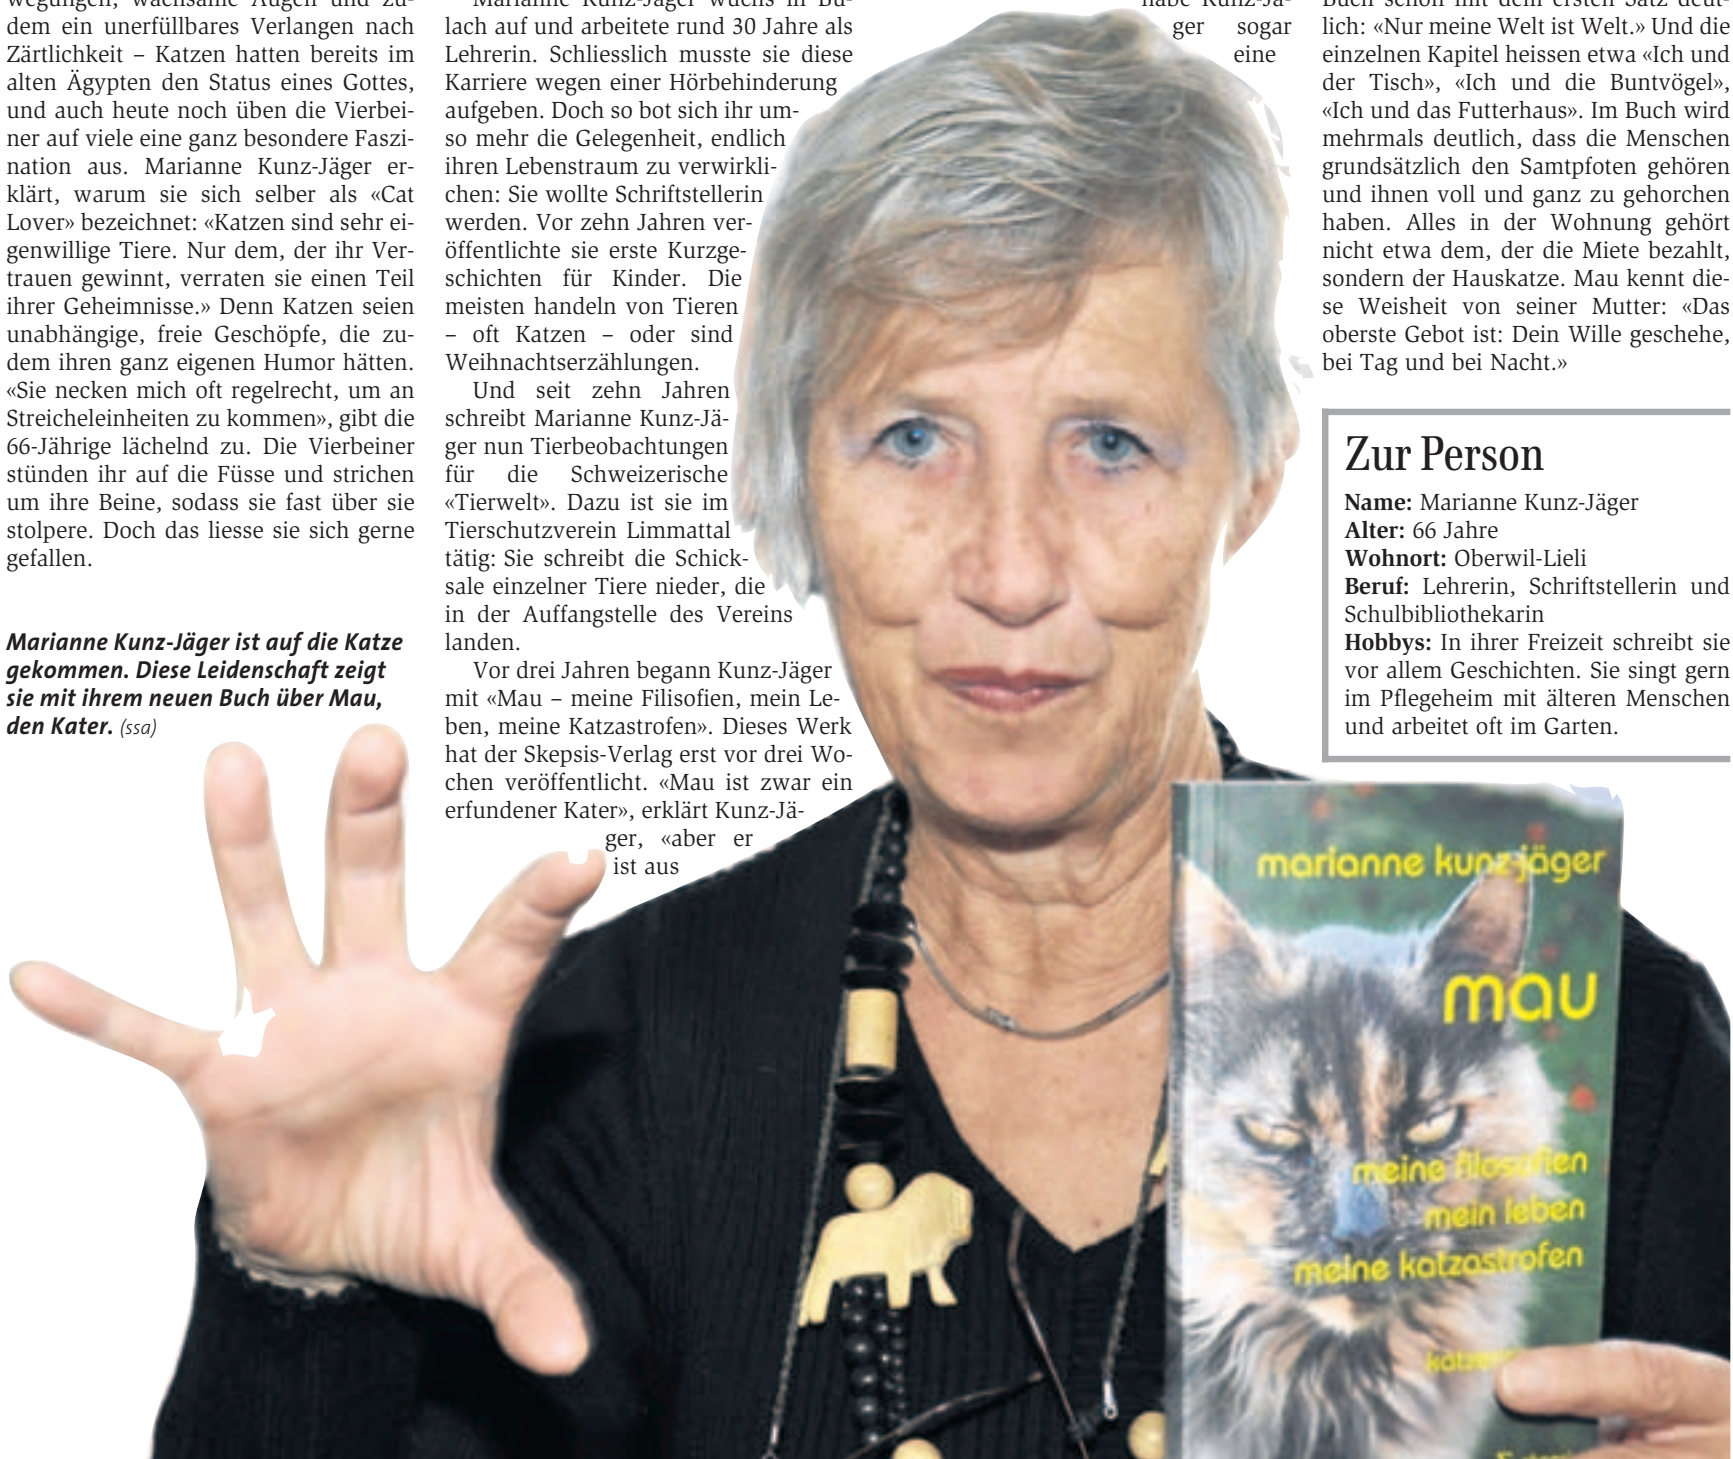 wegungen, wachsame Augen und zu-
dem ein unerfüllbares Verlangen nach
Zärtlichkeit – Katzen hatten bereits im
alten Ägypten den Status eines Gottes,
und auch heute noch üben die Vierbei-
ner auf viele eine ganz besondere Faszi-
nation aus. Marianne Kunz-Jäger er-
klärt, warum sie sich selber als «Cat
Lover» bezeichnet: «Katzen sind sehr ei-
genwillige Tiere. Nur dem, der ihr Ver-
trauen gewinnt, verraten sie einen Teil
ihrer Geheimnisse.» Denn Katzen seien
unabhängige, freie Geschöpfe, die zu-
dem ihren ganz eigenen Humor hätten.
«Sie necken mich oft regelrecht, um an
Streicheleinheiten zu kommen», gibt die
66-Jährige lächelnd zu. Die Vierbeiner
stünden ihr auf die Füsse und strichen
um ihre Beine, sodass sie fast über sie
stolpere. Doch das liesse sie sich gerne
gefallen.
Marianne Kunz-Jäger ist auf die Katze
gekommen. Diese Leidenschaft zeigt
sie mit ihrem neuen Buch über Mau,
den Kater. (ssa)
Marianne Kunz-Jäger wuchs in Bü-
lach auf und arbeitete rund 30 Jahre als
Lehrerin. Schliesslich musste sie diese
Karriere wegen einer Hörbehinderung
aufgeben. Doch so bot sich ihr um-
so mehr die Gelegenheit, endlich
ihren Lebenstraum zu verwirkli-
chen: Sie wollte Schriftstellerin
werden. Vor zehn Jahren ver-
öffentlichte sie erste Kurzge-
schichten für Kinder. Die
meisten handeln von Tieren
– oft Katzen – oder sind
Weihnachtserzählungen.
Und seit zehn Jahren
schreibt Marianne Kunz-Jä-
ger nun Tierbeobachtungen
für die Schweizerische
«Tierwelt». Dazu ist sie im
Tierschutzverein Limmattal
tätig: Sie schreibt die Schick-
sale einzelner Tiere nieder, die
in der Auffangstelle des Vereins
landen.
Vor drei Jahren begann Kunz-Jäger
mit «Mau – meine Filisofien, mein Le-
ben, meine Katzastrofen». Dieses Werk
hat der Skepsis-Verlag erst vor drei Wo-
chen veröffentlicht. «Mau ist zwar ein
erfundener Kater», erklärt Kunz-Jä-
ger, «aber er
ist aus
habe Kunz-Jä-
ger sogar
eine
Buch schon mit dem ersten Satz deut-
lich: «Nur meine Welt ist Welt.» Und die
einzelnen Kapitel heissen etwa «Ich und
der Tisch», «Ich und die Buntvögel»,
«Ich und das Futterhaus». Im Buch wird
mehrmals deutlich, dass die Menschen
grundsätzlich den Samtpfoten gehören
und ihnen voll und ganz zu gehorchen
haben. Alles in der Wohnung gehört
nicht etwa dem, der die Miete bezahlt,
sondern der Hauskatze. Mau kennt die-
se Weisheit von seiner Mutter: «Das
oberste Gebot ist: Dein Wille geschehe,
bei Tag und bei Nacht.»
Zur Person
Name: Marianne Kunz-Jäger
Alter: 66 Jahre
Wohnort: Oberwil-Lieli
Beruf: Lehrerin, Schriftstellerin und
Schulbibliothekarin
Hobbys: In ihrer Freizeit schreibt sie
vor allem Geschichten. Sie singt gern
im Pflegeheim mit älteren Menschen
und arbeitet oft im Garten.
marianne kunz-jäger
mau
meine filosofien
mein leben
meine katzastrofen